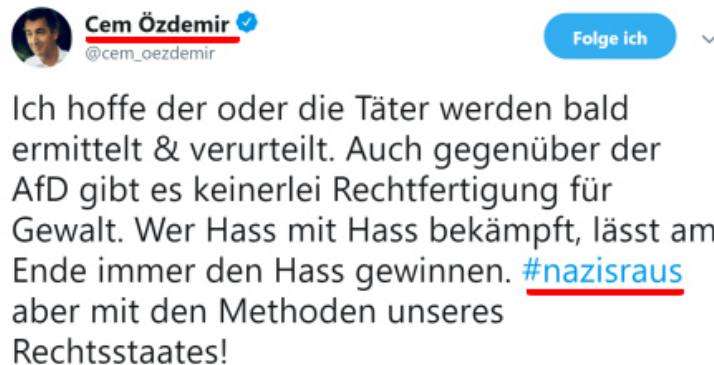 Cem Özdemir
@cem_oezdemir
Folge ich
Ich hoffe der oder die Täter werden bald
ermittelt & verurteilt. Auch gegenüber der
AfD gibt es keinerlei Rechtfertigung für
Gewalt. Wer Hass mit Hass bekämpft, lässt am
Ende immer den Hass gewinnen. #nazisraus
aber mit den Methoden unseres
Rechtsstaates!